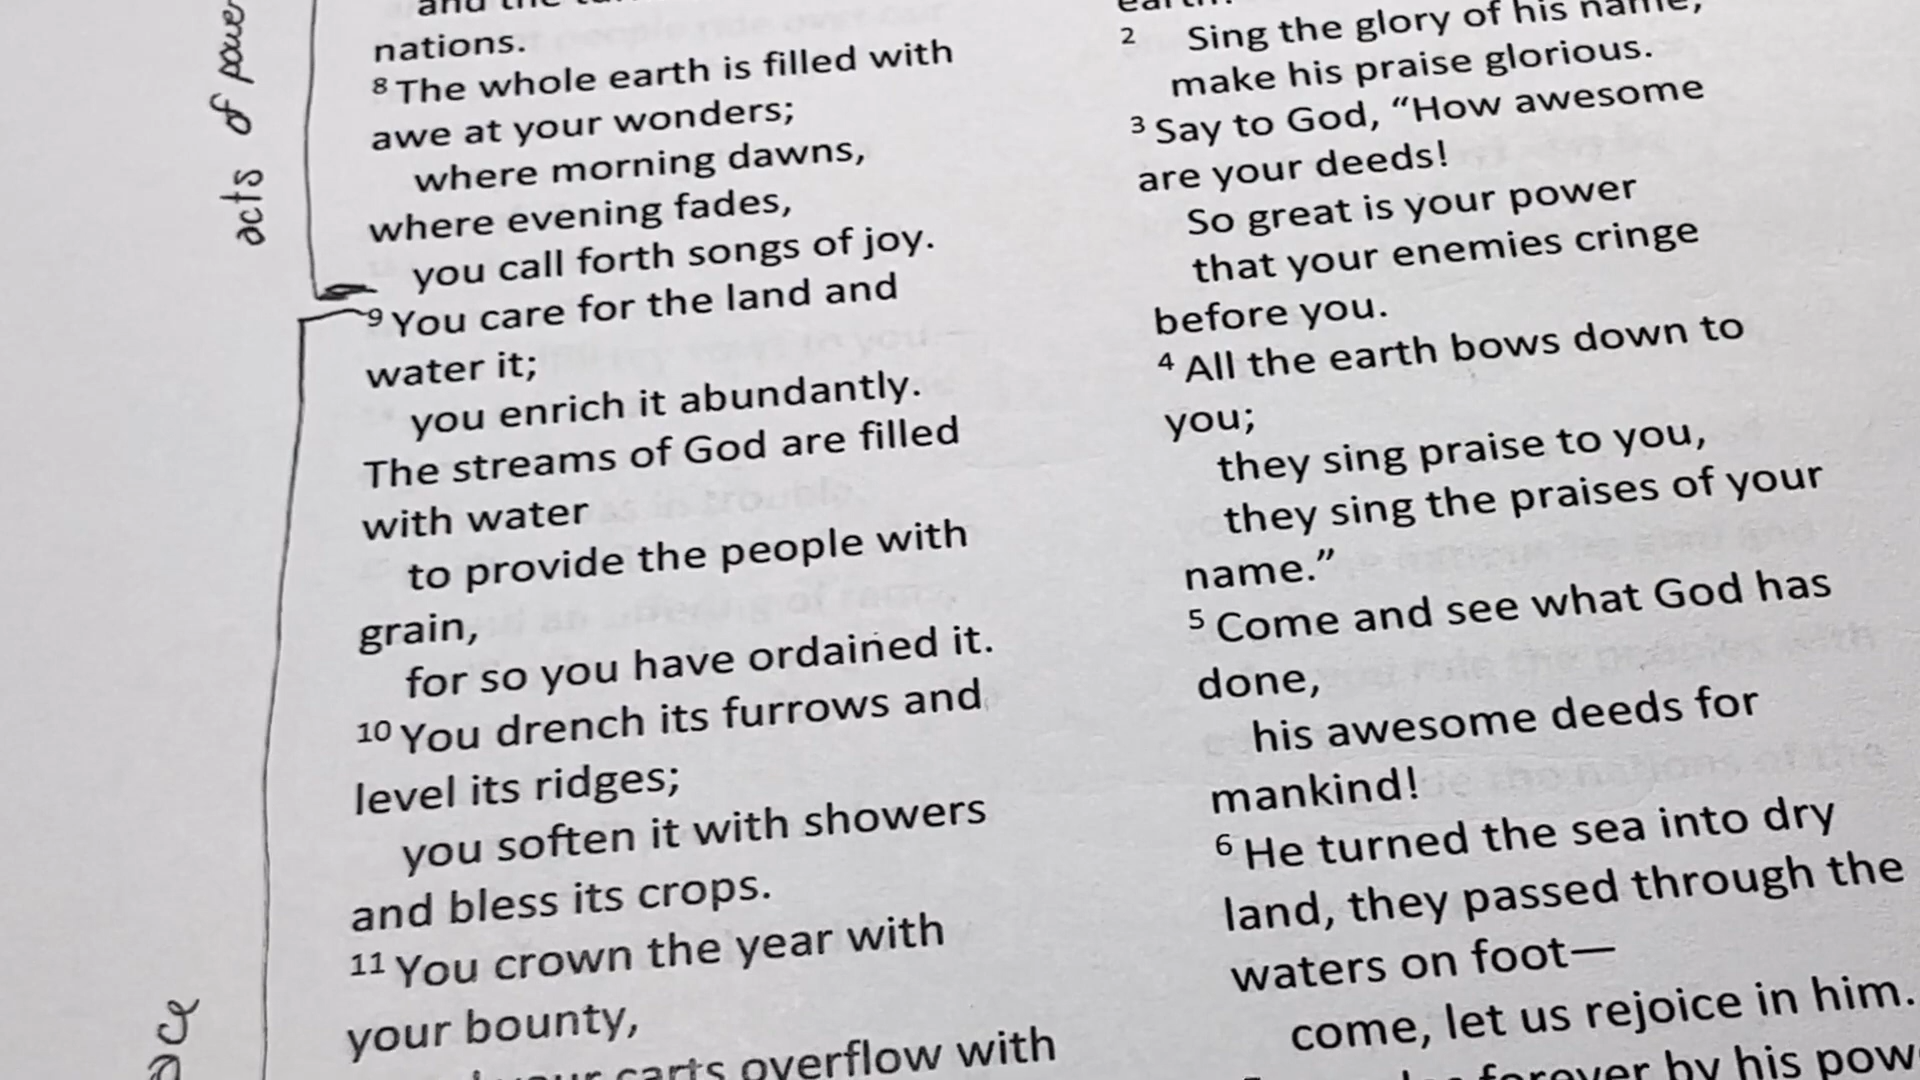 acts of
nations.
8 The whole earth is filled with
awe at your wonders;
where morning dawns,
where evening fades,
you call forth songs of joy.
9 You care for the land and
water it;
you enrich it abundantly.
The streams of God are filled
with water
to provide the people with
grain,
for so you have ordained it.
10 You drench its furrows and
level its ridges;
you soften it with showers
and bless its crops.
11 You crown the year with
your bounty,
carts overflow with
2 Sing the glory of his name,
make his praise glorious.
3 Say to God, “How awesome
are your deeds!
So great is your power
that your enemies cringe
before you.
4 All the earth bows down to
you;
they sing praise to you,
they sing the praises of your
name.”
5 Come and see what God has
done,
his awesome deeds for
mankind!
6 He turned the sea into dry
land, they passed through the
waters on foot—
come, let us rejoice in him.
forever by his